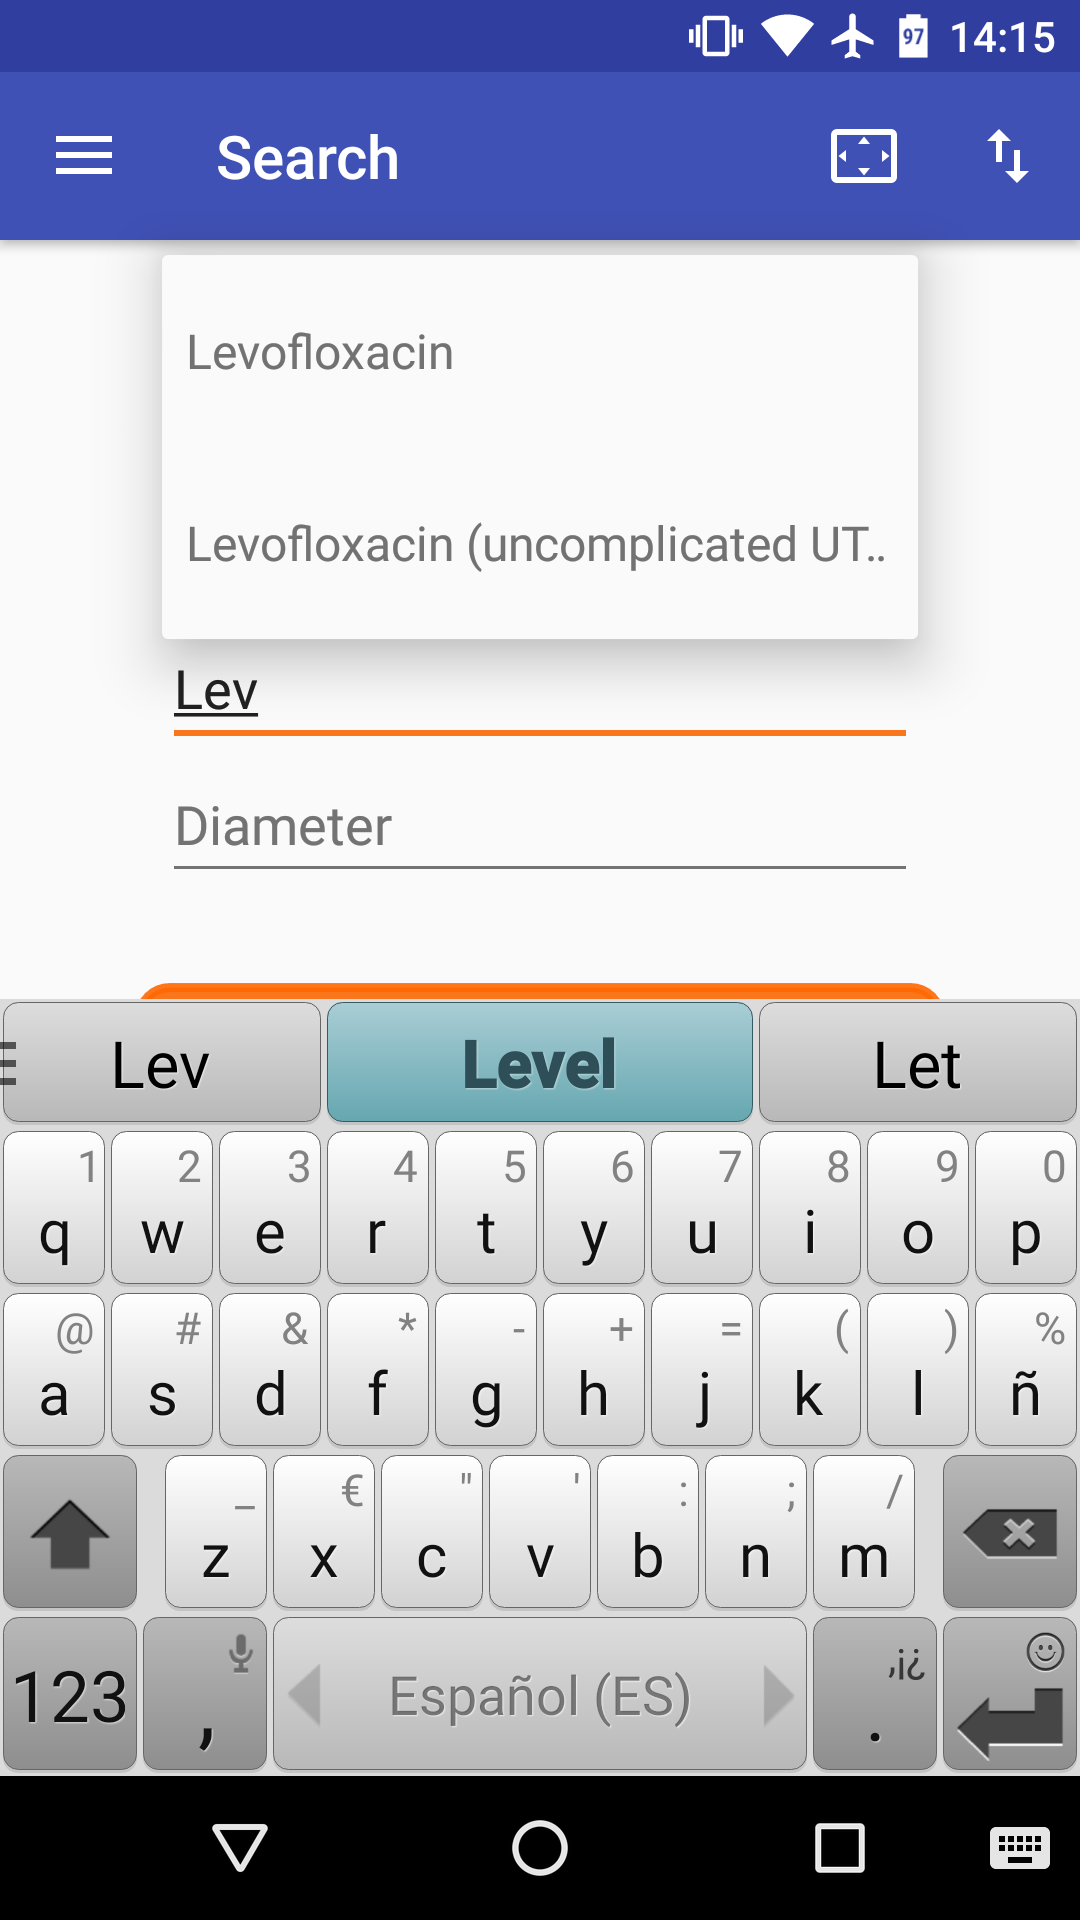 97 14:15
Search
Levofloxacin
Levofloxacin (uncomplicated UT..
Lev
Diameter
Lev Level Let
1 2 3 4 5 6 7 8 9 0
q w e r t y u i o p
@ # & * - + = ( ) %
a s d f g h j k l ñ
_ € " ' : ; /
z x c v b n m
123 , Español (ES) ,¡¿ .